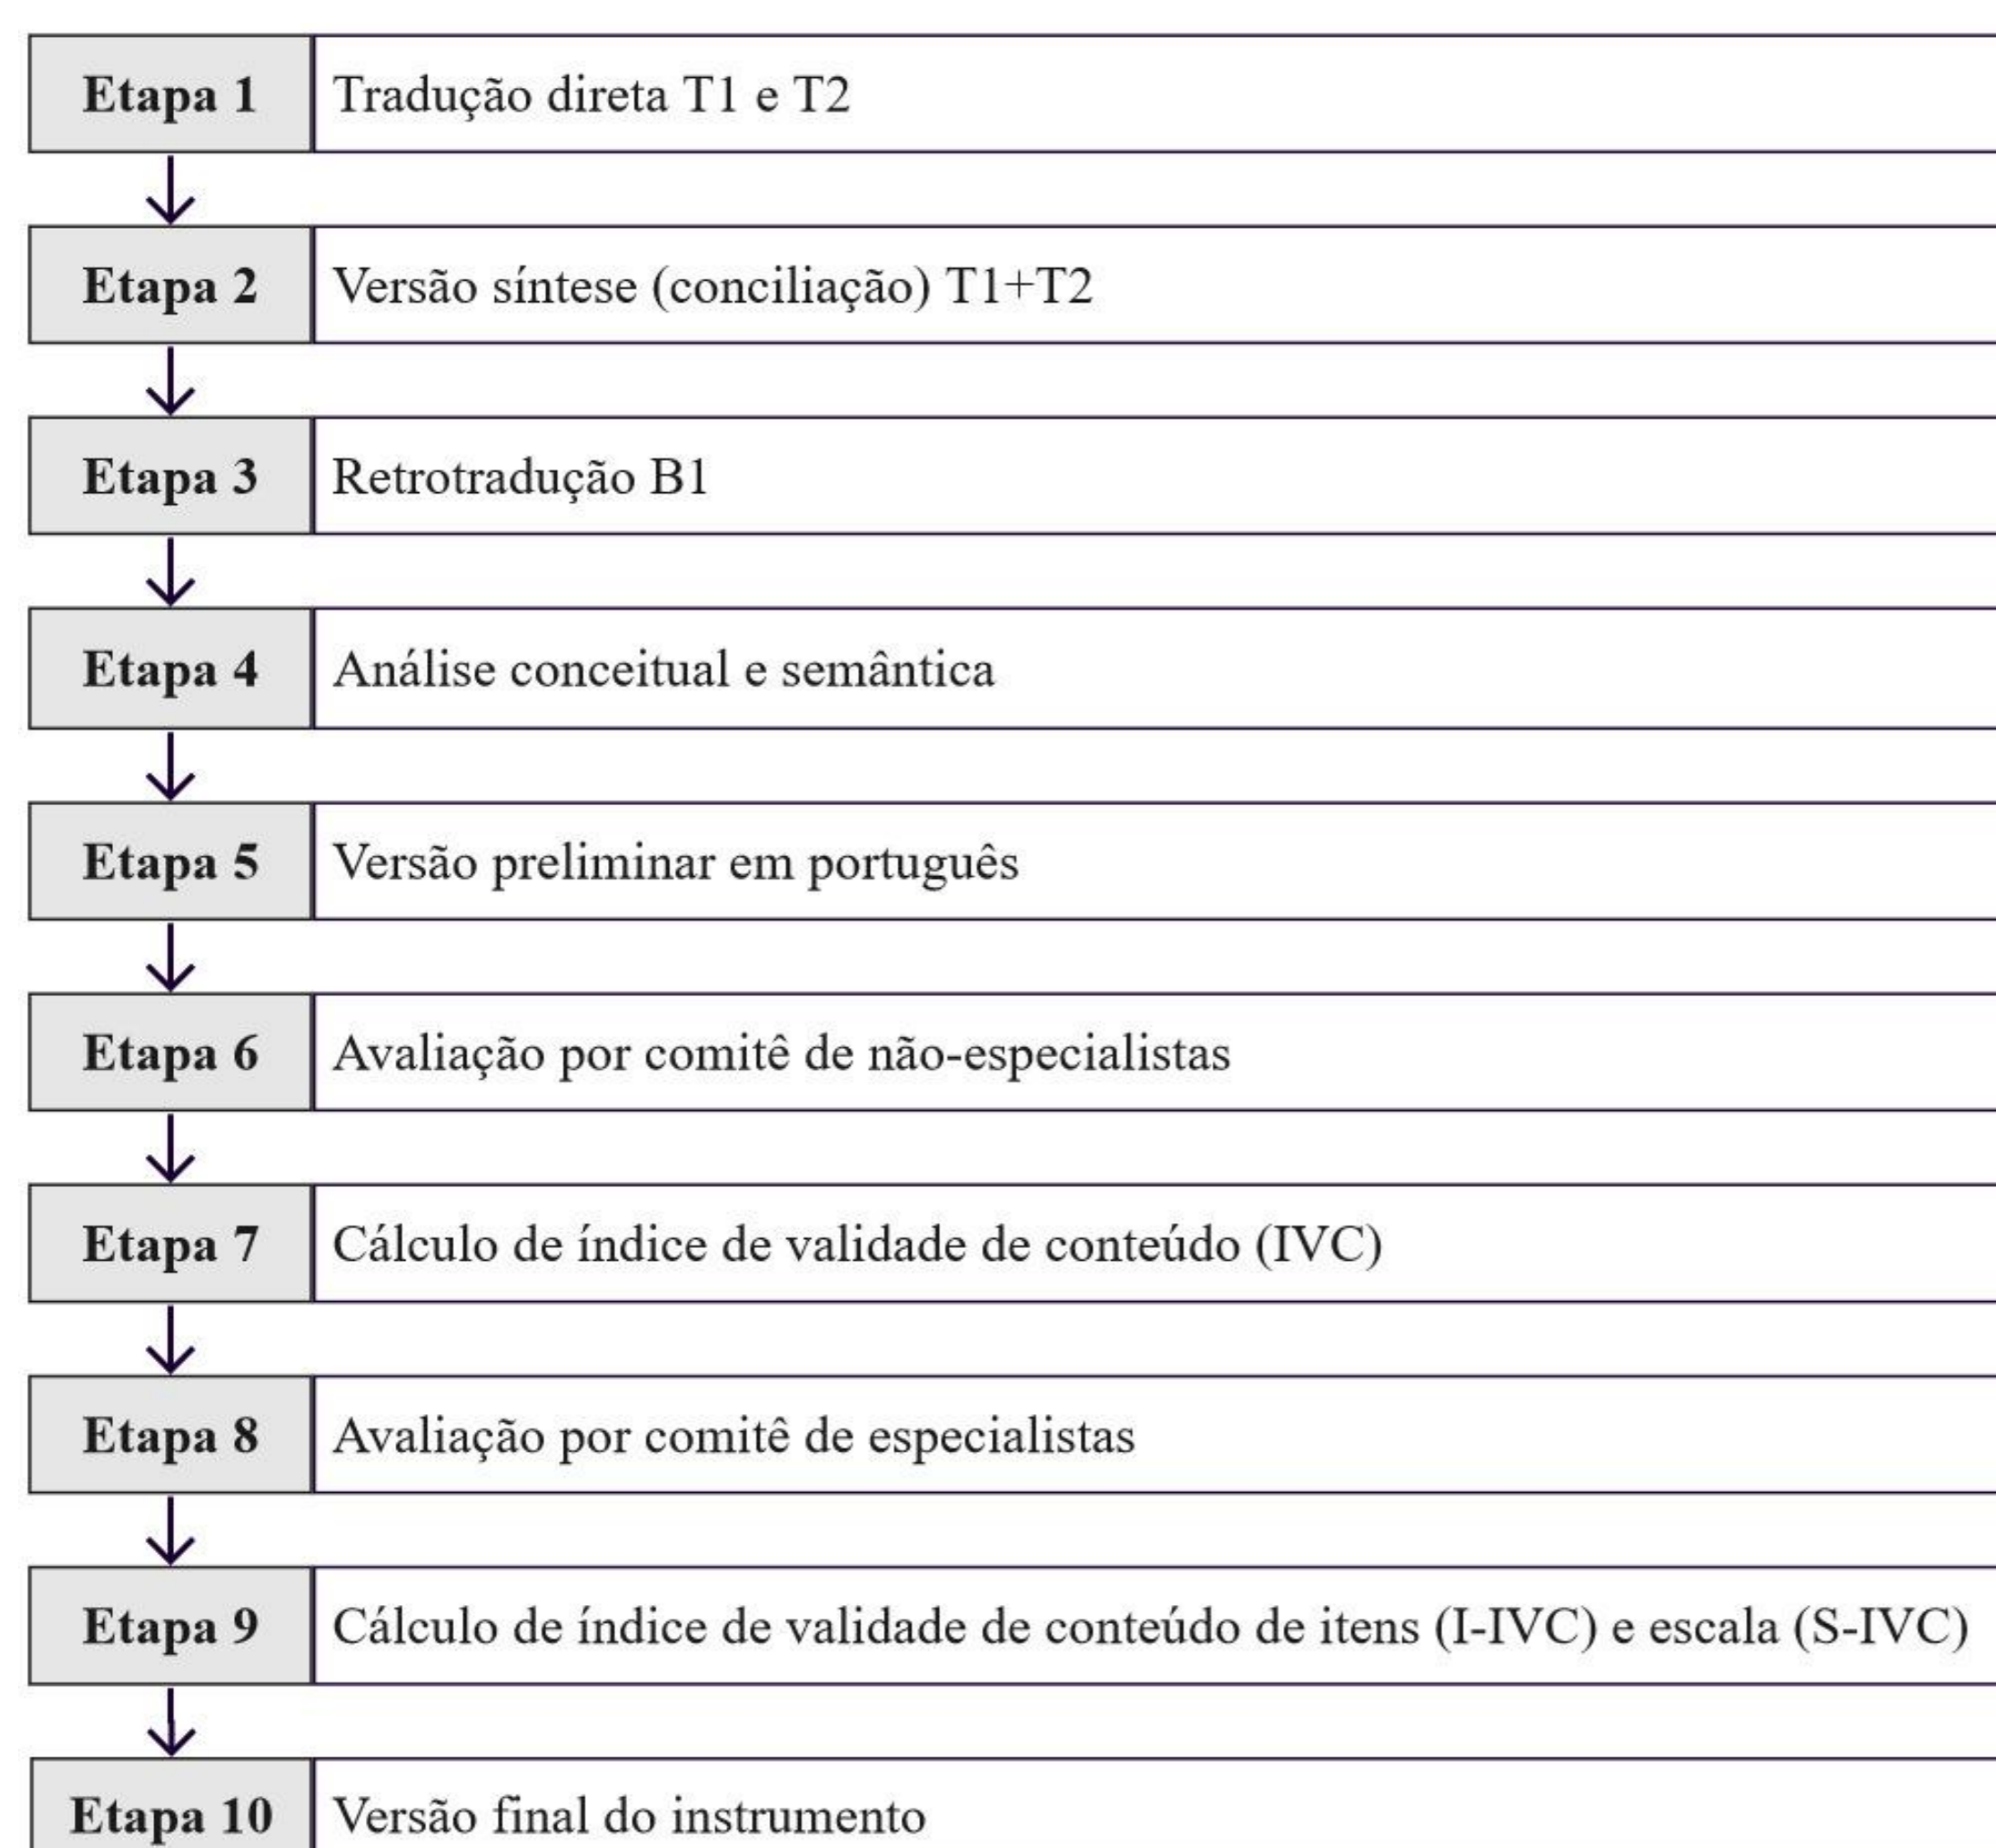 Etapa 1 Tradução direta T1 e T2
Etapa 2 Versão síntese (conciliação) T1+T2
Etapa 3 Retrotradução B1
Etapa 4 Análise conceitual e semântica
Etapa 5 Versão preliminar em português
Etapa 6 Avaliação por comitê de não-especialistas
Etapa 7 Cálculo de índice de validade de conteúdo (IVC)
Etapa 8 Avaliação por comitê de especialistas
Etapa 9 Cálculo de índice de validade de conteúdo de itens (I-IVC) e escala (S-IVC)
Etapa 10 Versão final do instrumento